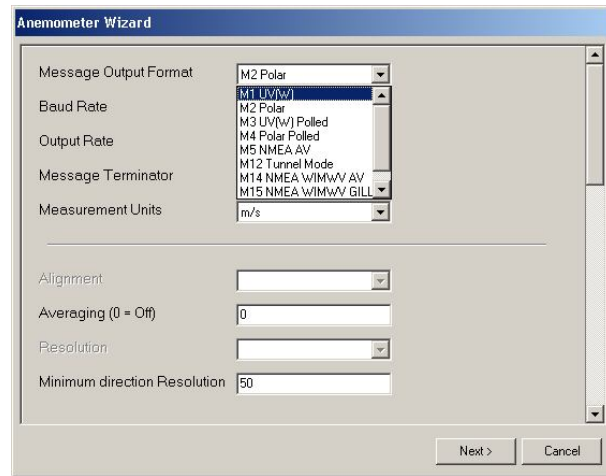 Anemometer Wizard
Message Output Format
M2 Polar
M1 UV(W)
M2 Polar
Baud Rate
M3 UV(W) Polled
M4 Polar Polled
Output Rate
M5 NMEA AV
M12 Tunnel Mode
Message Terminator
M14 NMEA WIMWV AV
M15 NMEA WIMWV GILL
Measurement Units
m/s
Alignment
Averaging (0 = Off)
0
Resolution
Minimum direction Resolution
50
Next >
Cancel